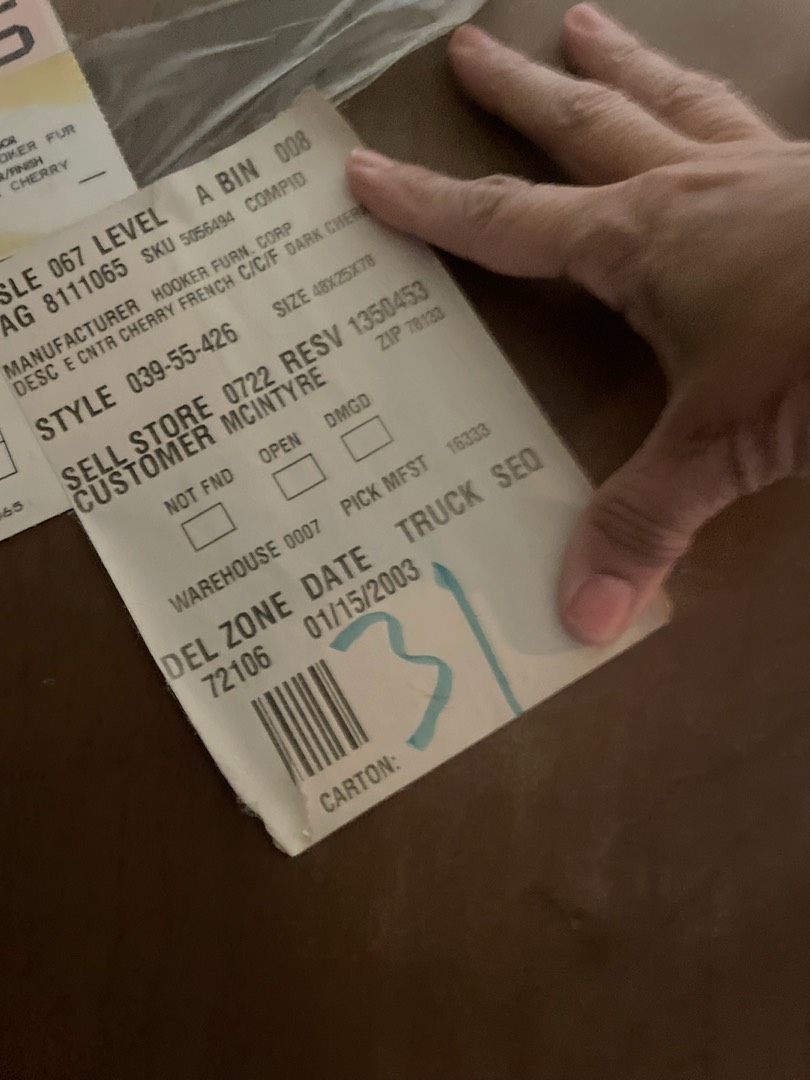 OKER FUR
CHERRY
SLE 067 LEVEL A BIN 008
AG 8111065 SKU 5056494 COMPID
MANUFACTURER HOOKER FURN. CORP
DESC E CNTR CHERRY FRENCH C/C/F DARK CHER
STYLE 039-55-426 SIZE 48X25X78
SELL STORE 0722 RESV 1350453
CUSTOMER MCINTYRE ZIP 78133
NOT FND OPEN DMGD
WAREHOUSE 0007 PICK MFST 16333
DEL ZONE DATE TRUCK SEQ
72106 01/15/2003
31
CARTON: